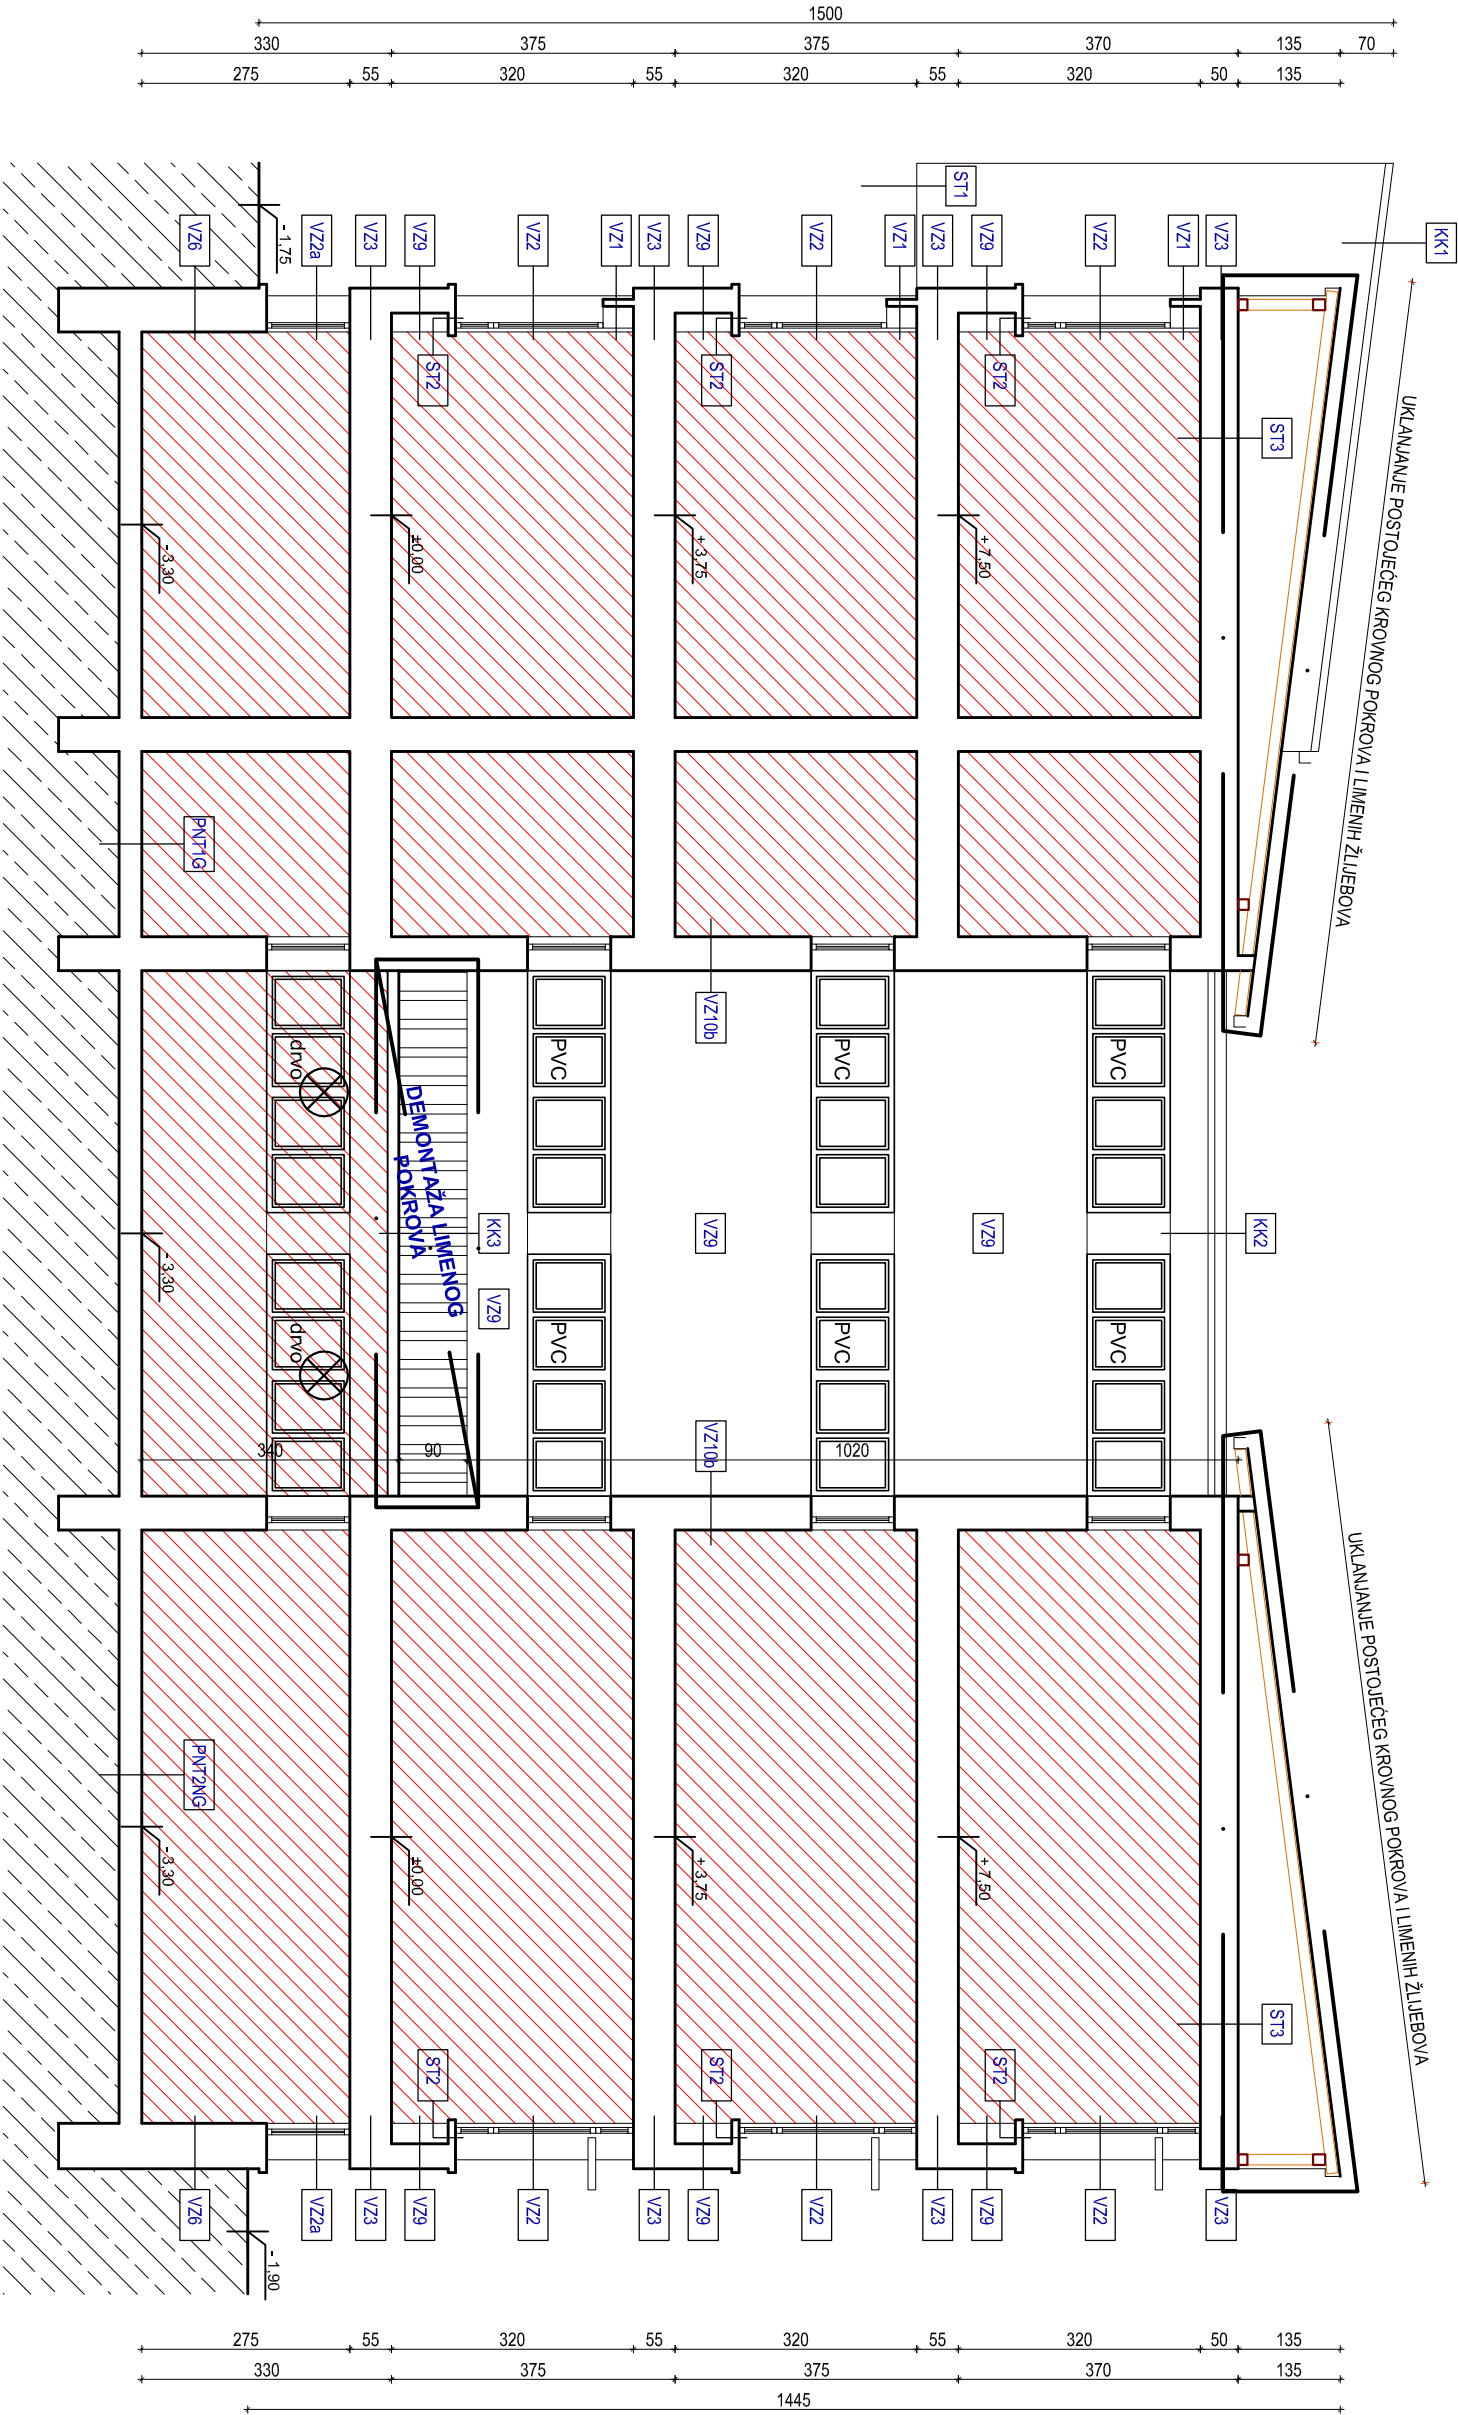 1500
330
375
375
370
135
70
275
55
320
55
320
55
320
50
135
KK1
ST1
- 1,75
VZ6
VZ2a
VZ3
VZ9
VZ2
VZ1
VZ3
VZ9
VZ2
VZ1
VZ3
VZ9
VZ2
VZ1
VZ3
ST2
ST2
ST2
ST3
UKLANJANJE POSTOJEĆEG KROVNOG POKROVA I LIMENIH ŽLIJEBOVA
- 3,30
±0,00
+ 3,75
+ 7,50
PNT1G
VZ10b
drvo
PVC
PVC
PVC
DEMONTAŽA LIMENOG
POKROVA
KK3
VZ9
VZ9
KK2
- 3,30
VZ9
drvo
PVC
PVC
PVC
340
90
1020
VZ10b
UKLANJANJE POSTOJEĆEG KROVNOG POKROVA I LIMENIH ŽLIJEBOVA
PNT2NG
- 3,30
±0,00
+ 3,75
+ 7,50
ST3
ST2
ST2
ST2
VZ6
VZ2a
VZ3
VZ9
VZ2
VZ3
VZ9
VZ2
VZ3
VZ9
VZ2
VZ3
- 1,90
275
55
320
55
320
55
320
50
135
330
375
375
370
135
1445